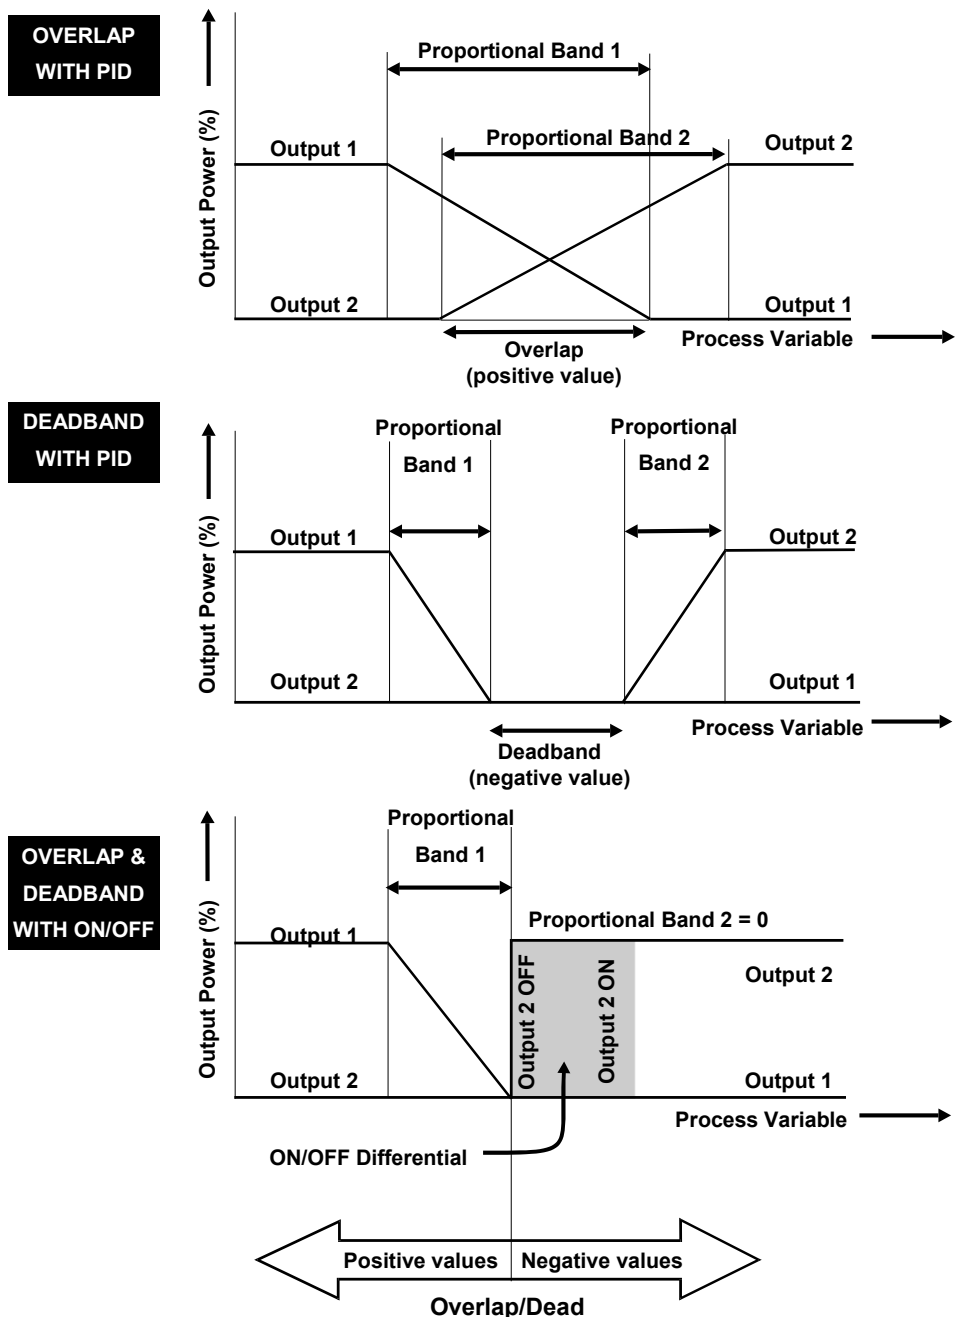 OVERLAP
WITH PID
Output Power (%)
Proportional Band 1
Output 1
Proportional Band 2
Output 2
Output 2
Output 1
Process Variable
Overlap
(positive value)
DEADBAND
WITH PID
Output Power (%)
Proportional
Band 1
Proportional
Band 2
Output 1
Output 2
Output 2
Output 1
Process Variable
Deadband
(negative value)
OVERLAP &
DEADBAND
WITH ON/OFF
Output Power (%)
Proportional
Band 1
Proportional Band 2 = 0
Output 1
Output 2 OFF
Output 2 ON
Output 2
Output 2
Output 1
Process Variable
ON/OFF Differential
Positive values
Negative values
Overlap/Dead